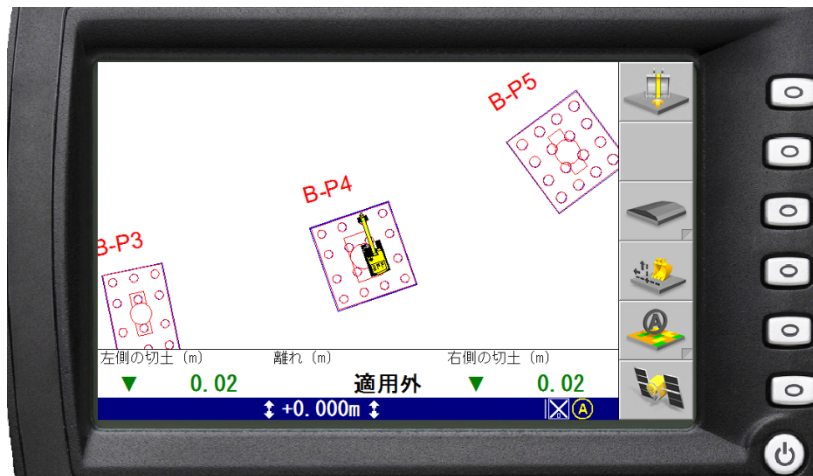 B-P5
B-P4
B-P3
左側の切土 (m) 離れ (m) 右側の切土 (m)
▼ 0.02 適用外 ▼ 0.02
+0.000m A
A